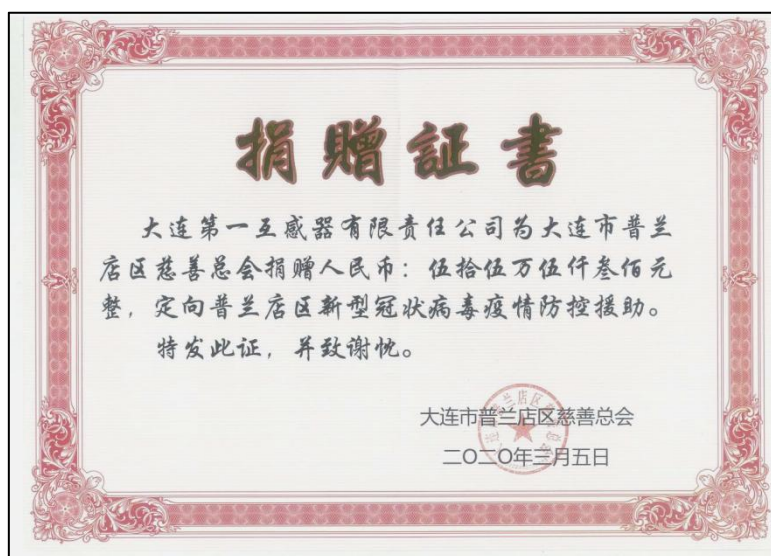 捐贈証書
大连第一互感器有限责任公司为大连市普兰
店区慈善总会捐赠人民币：伍拾伍万伍仟叁佰元
整，定向普兰店区新型冠状病毒疫情防控援助。
特发此证，并致谢忱。
大连市普兰店区慈善总会
二〇二〇年三月五日